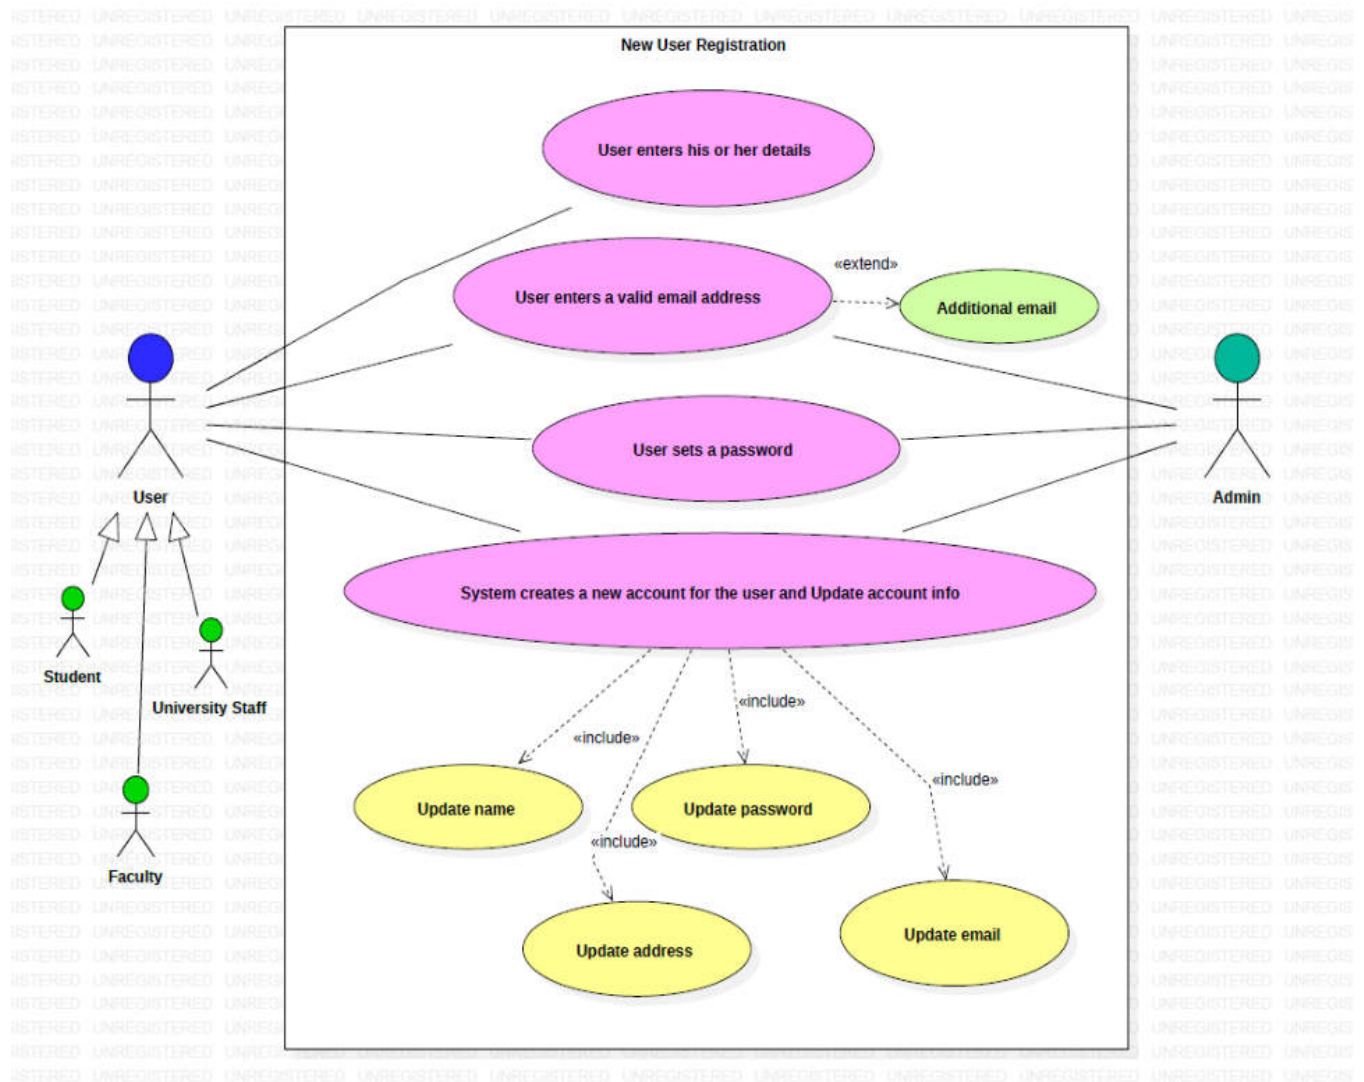 New User Registration
User enters his or her details
User enters a valid email address
«extend»
Additional email
User sets a password
User
Admin
System creates a new account for the user and Update account info
Student
University Staff
Faculty
«include»
«include»
«include»
«include»
Update name
Update password
Update address
Update email
UNREGISTERED